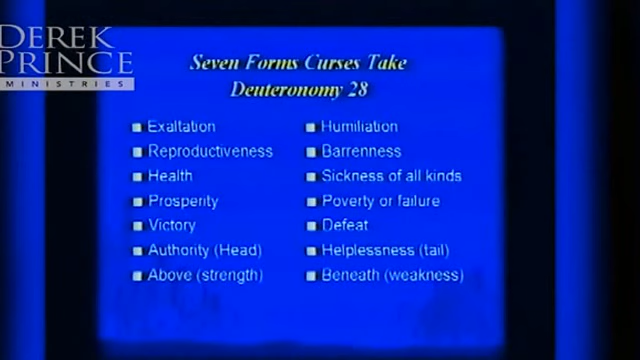 DEREK
PRINCE
MINISTRIES
Seven Forms Curses Take
Deuteronomy 28
Exaltation
Reproductiveness
Health
Prosperity
Victory
Authority (Head)
Above (strength)
Humiliation
Barrenness
Sickness of all kinds
Poverty or failure
Defeat
Helplessness (tail)
Beneath (weakness)